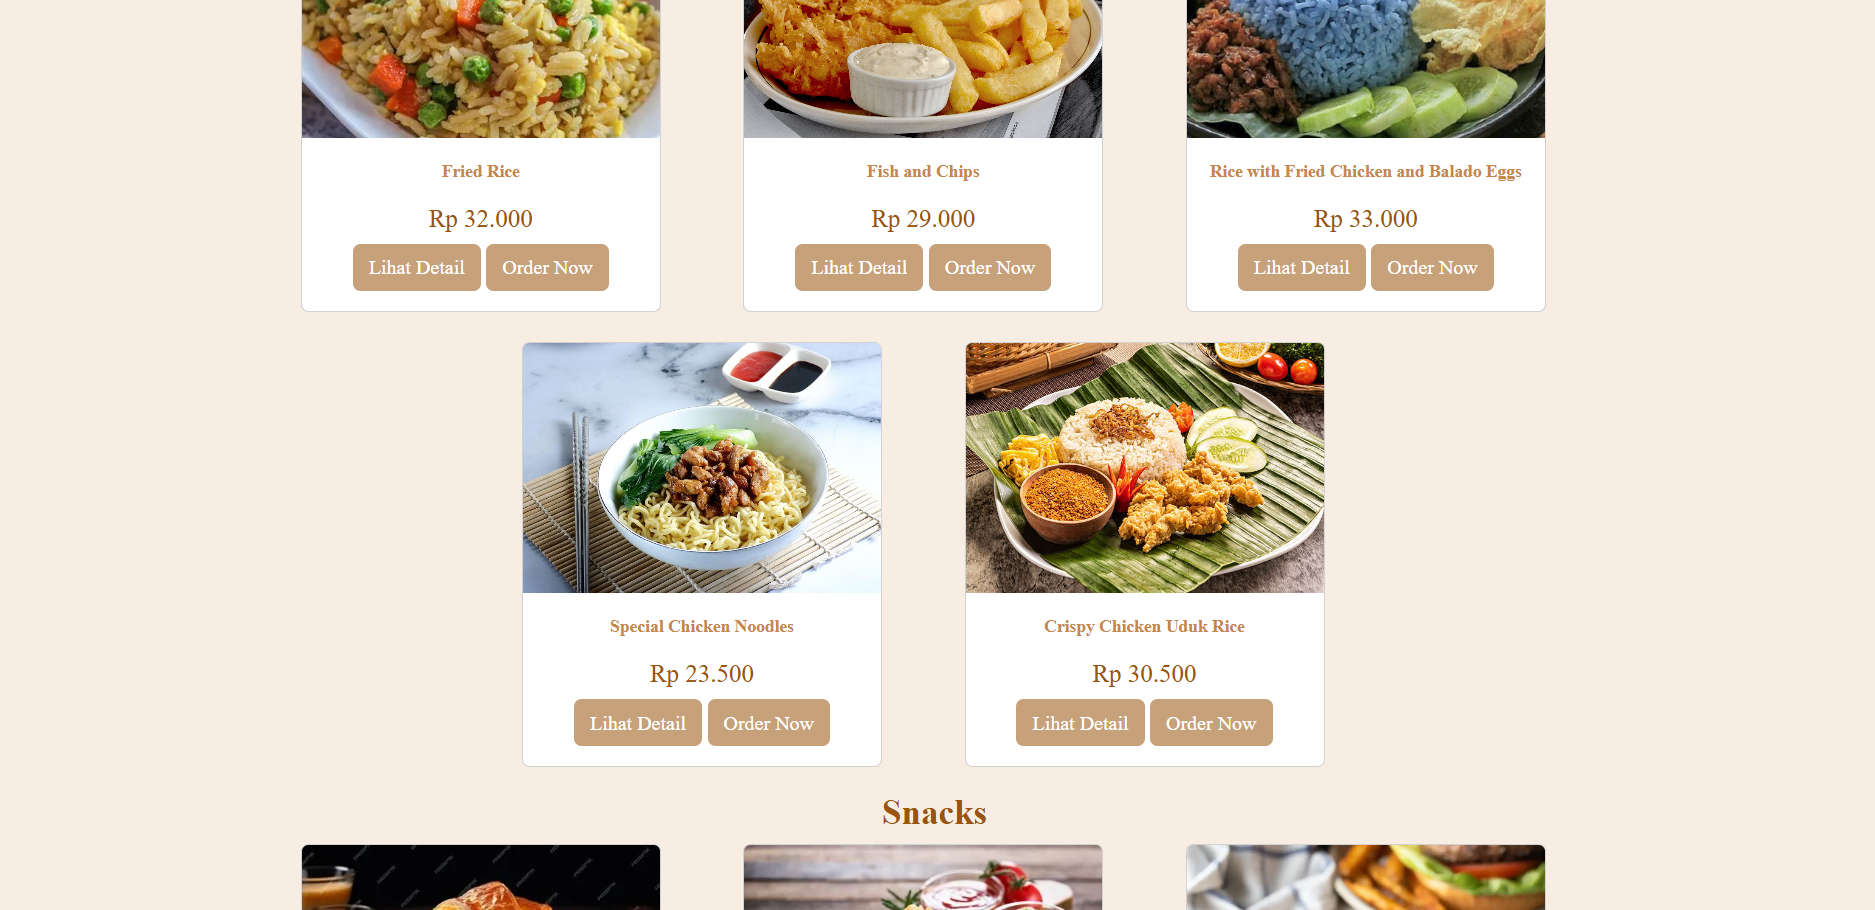 Fried Rice
Fish and Chips
Rice with Fried Chicken and Balado Eggs
Rp 32.000
Rp 29.000
Rp 33.000
Lihat Detail Order Now
Lihat Detail Order Now
Lihat Detail Order Now
Special Chicken Noodles
Crispy Chicken Uduk Rice
Rp 23.500
Rp 30.500
Lihat Detail Order Now
Lihat Detail Order Now
Snacks